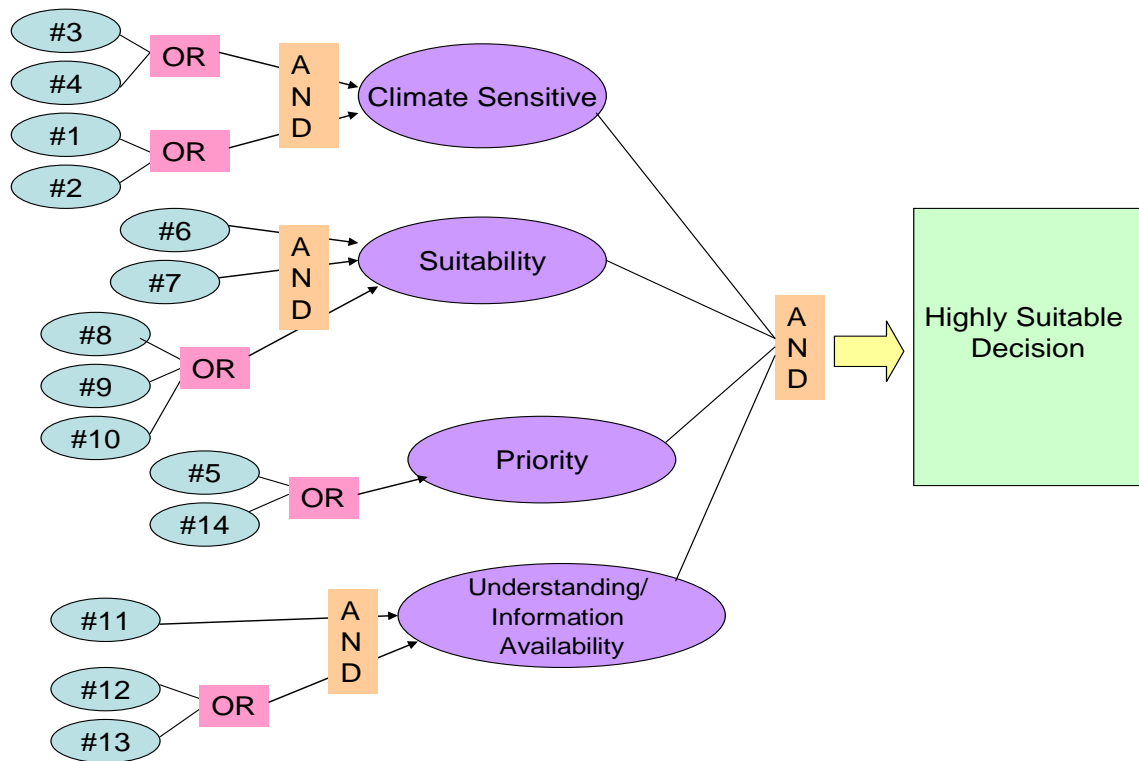 #3
OR
#4
A
N
D
Climate Sensitive
#1
OR
#2
#6
#7
A
N
D
Suitability
#8
OR
#9
#10
#5
OR
#14
Priority
#11
A
N
D
Understanding/
Information
Availability
#12
OR
#13
A
N
D
Highly Suitable
Decision